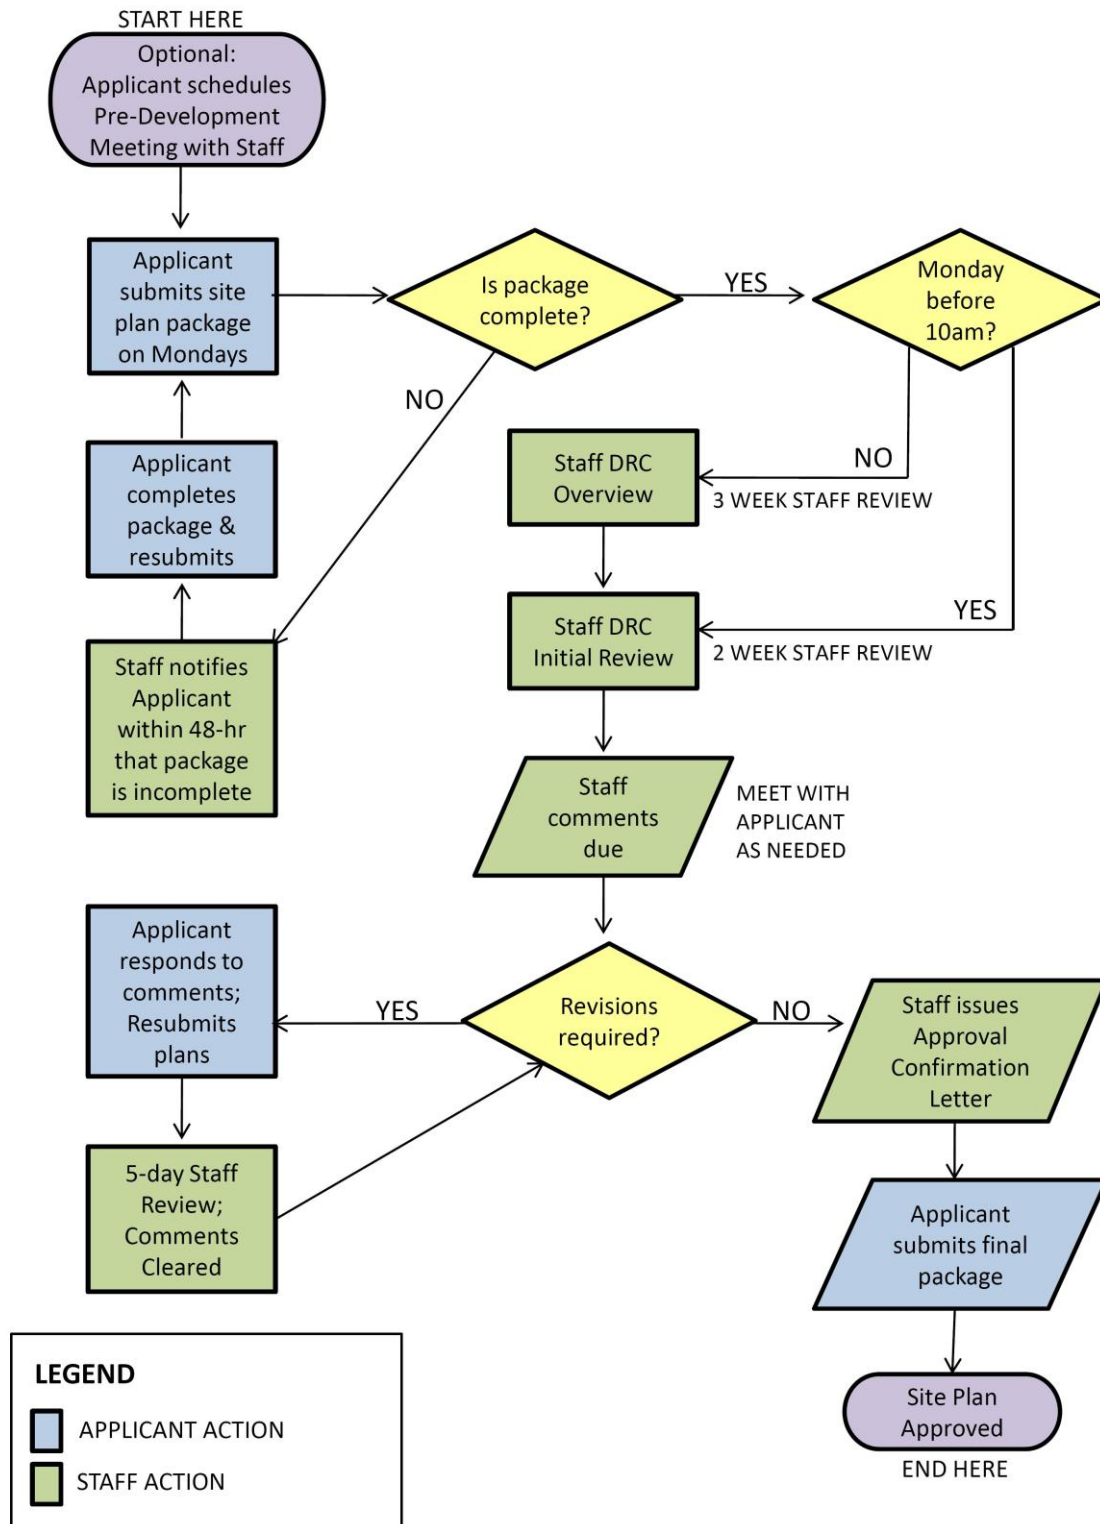 START HERE
Optional:
Applicant schedules
Pre-Development
Meeting with Staff
Applicant
submits site
plan package
on Mondays
Is package
complete?
YES
Monday
before
10am?
NO
Applicant
completes
package &
resubmits
Staff DRC
Overview
NO
3 WEEK STAFF REVIEW
Staff notifies
Applicant
within 48-hr
that package
is incomplete
Staff DRC
Initial Review
YES
2 WEEK STAFF REVIEW
Staff
comments
due
MEET WITH
APPLICANT
AS NEEDED
Applicant
responds to
comments;
Resubmits
plans
YES
Revisions
required?
NO
Staff issues
Approval
Confirmation
Letter
5-day Staff
Review;
Comments
Cleared
Applicant
submits final
package
Site Plan
Approved
END HERE
LEGEND
APPLICANT ACTION
STAFF ACTION